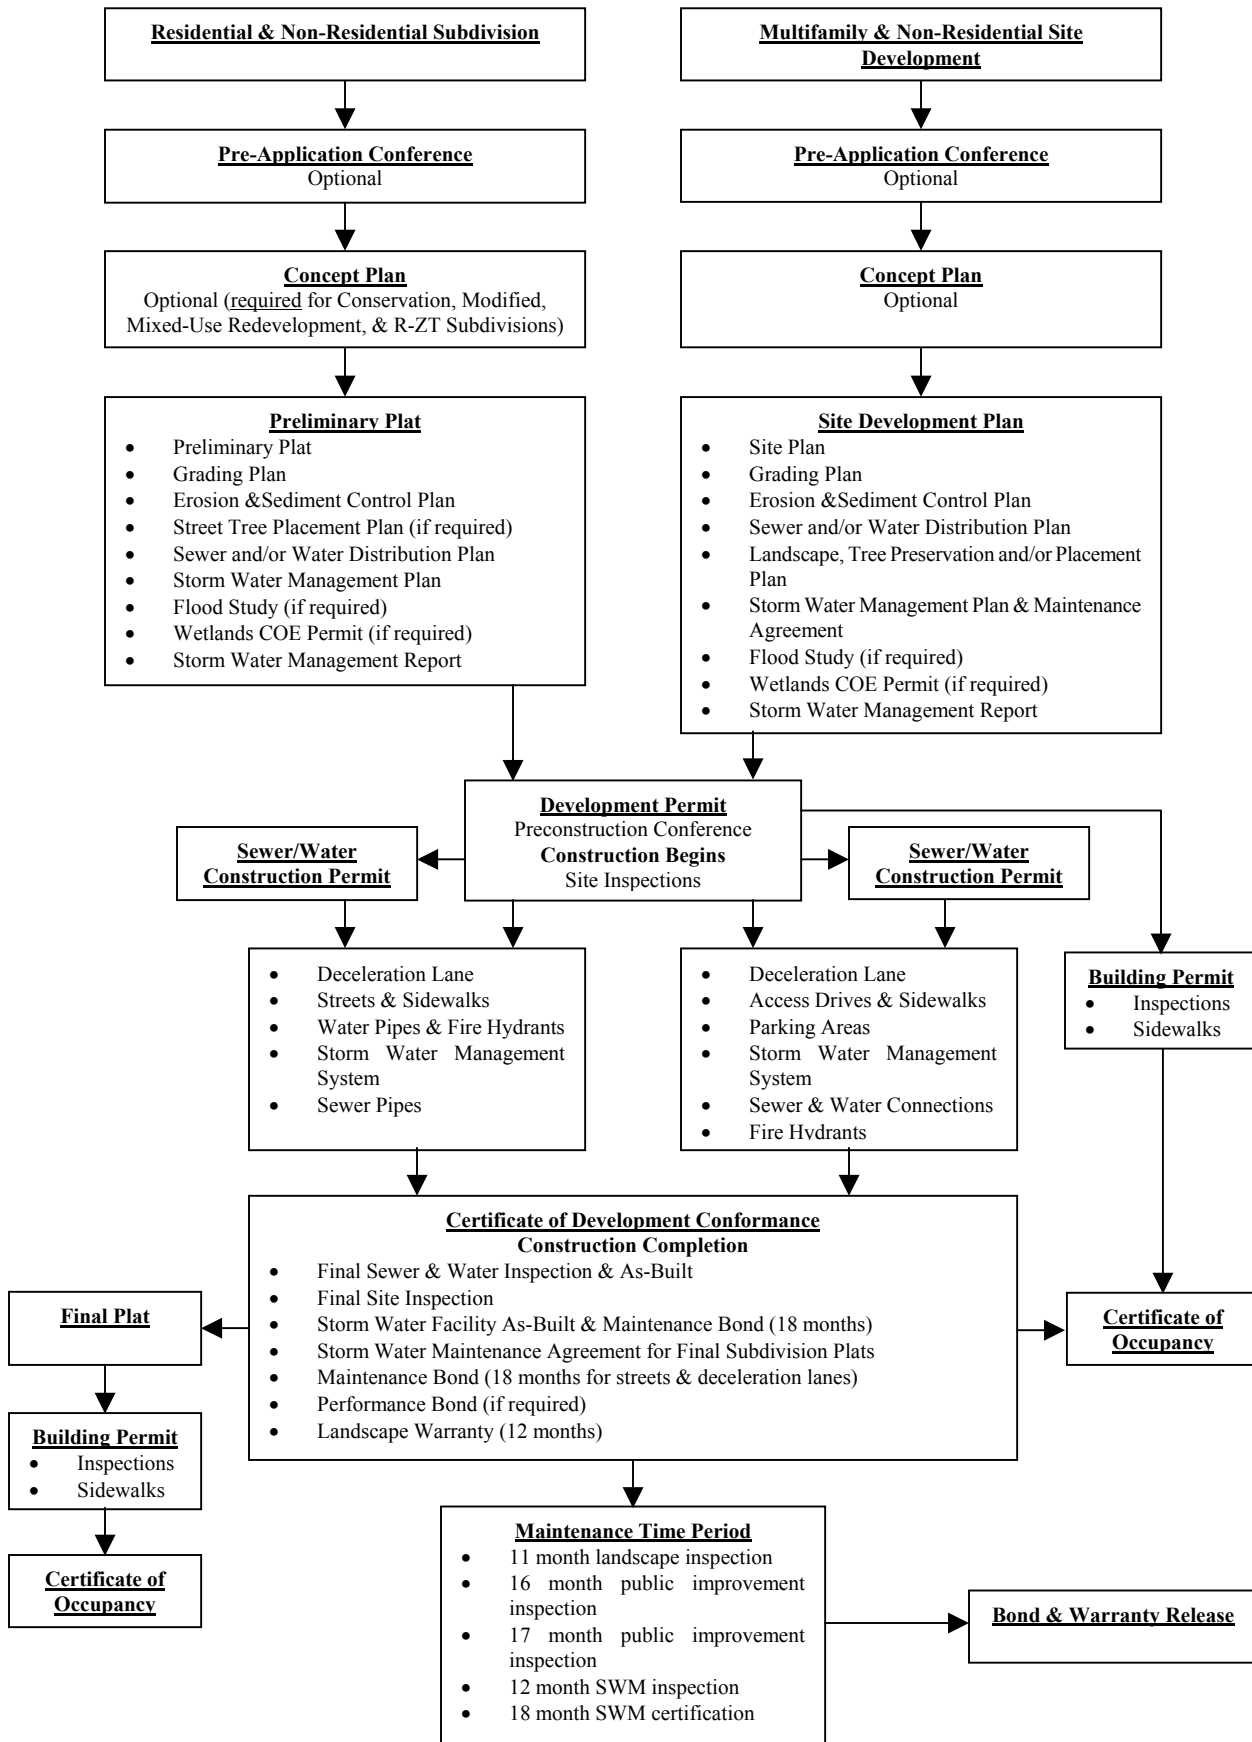 Residential & Non-Residential Subdivision
Multifamily & Non-Residential Site
Development
Pre-Application Conference
Optional
Pre-Application Conference
Optional
Concept Plan
Optional (required for Conservation, Modified,
Mixed-Use Redevelopment, & R-ZT Subdivisions)
Concept Plan
Optional
Preliminary Plat
• Preliminary Plat
• Grading Plan
• Erosion &Sediment Control Plan
• Street Tree Placement Plan (if required)
• Sewer and/or Water Distribution Plan
• Storm Water Management Plan
• Flood Study (if required)
• Wetlands COE Permit (if required)
• Storm Water Management Report
Site Development Plan
• Site Plan
• Grading Plan
• Erosion &Sediment Control Plan
• Sewer and/or Water Distribution Plan
• Landscape, Tree Preservation and/or Placement
Plan
• Storm Water Management Plan & Maintenance
Agreement
• Flood Study (if required)
• Wetlands COE Permit (if required)
• Storm Water Management Report
Development Permit
Preconstruction Conference
Construction Begins
Site Inspections
Sewer/Water
Construction Permit
Sewer/Water
Construction Permit
• Deceleration Lane
• Streets & Sidewalks
• Water Pipes & Fire Hydrants
• Storm Water Management
System
• Sewer Pipes
• Deceleration Lane
• Access Drives & Sidewalks
• Parking Areas
• Storm Water Management
System
• Sewer & Water Connections
• Fire Hydrants
Building Permit
• Inspections
• Sidewalks
Certificate of Development Conformance
Construction Completion
• Final Sewer & Water Inspection & As-Built
• Final Site Inspection
• Storm Water Facility As-Built & Maintenance Bond (18 months)
• Storm Water Maintenance Agreement for Final Subdivision Plats
• Maintenance Bond (18 months for streets & deceleration lanes)
• Performance Bond (if required)
• Landscape Warranty (12 months)
Final Plat
Certificate of
Occupancy
Building Permit
• Inspections
• Sidewalks
Certificate of
Occupancy
Maintenance Time Period
• 11 month landscape inspection
• 16 month public improvement
inspection
• 17 month public improvement
inspection
• 12 month SWM inspection
• 18 month SWM certification
Bond & Warranty Release